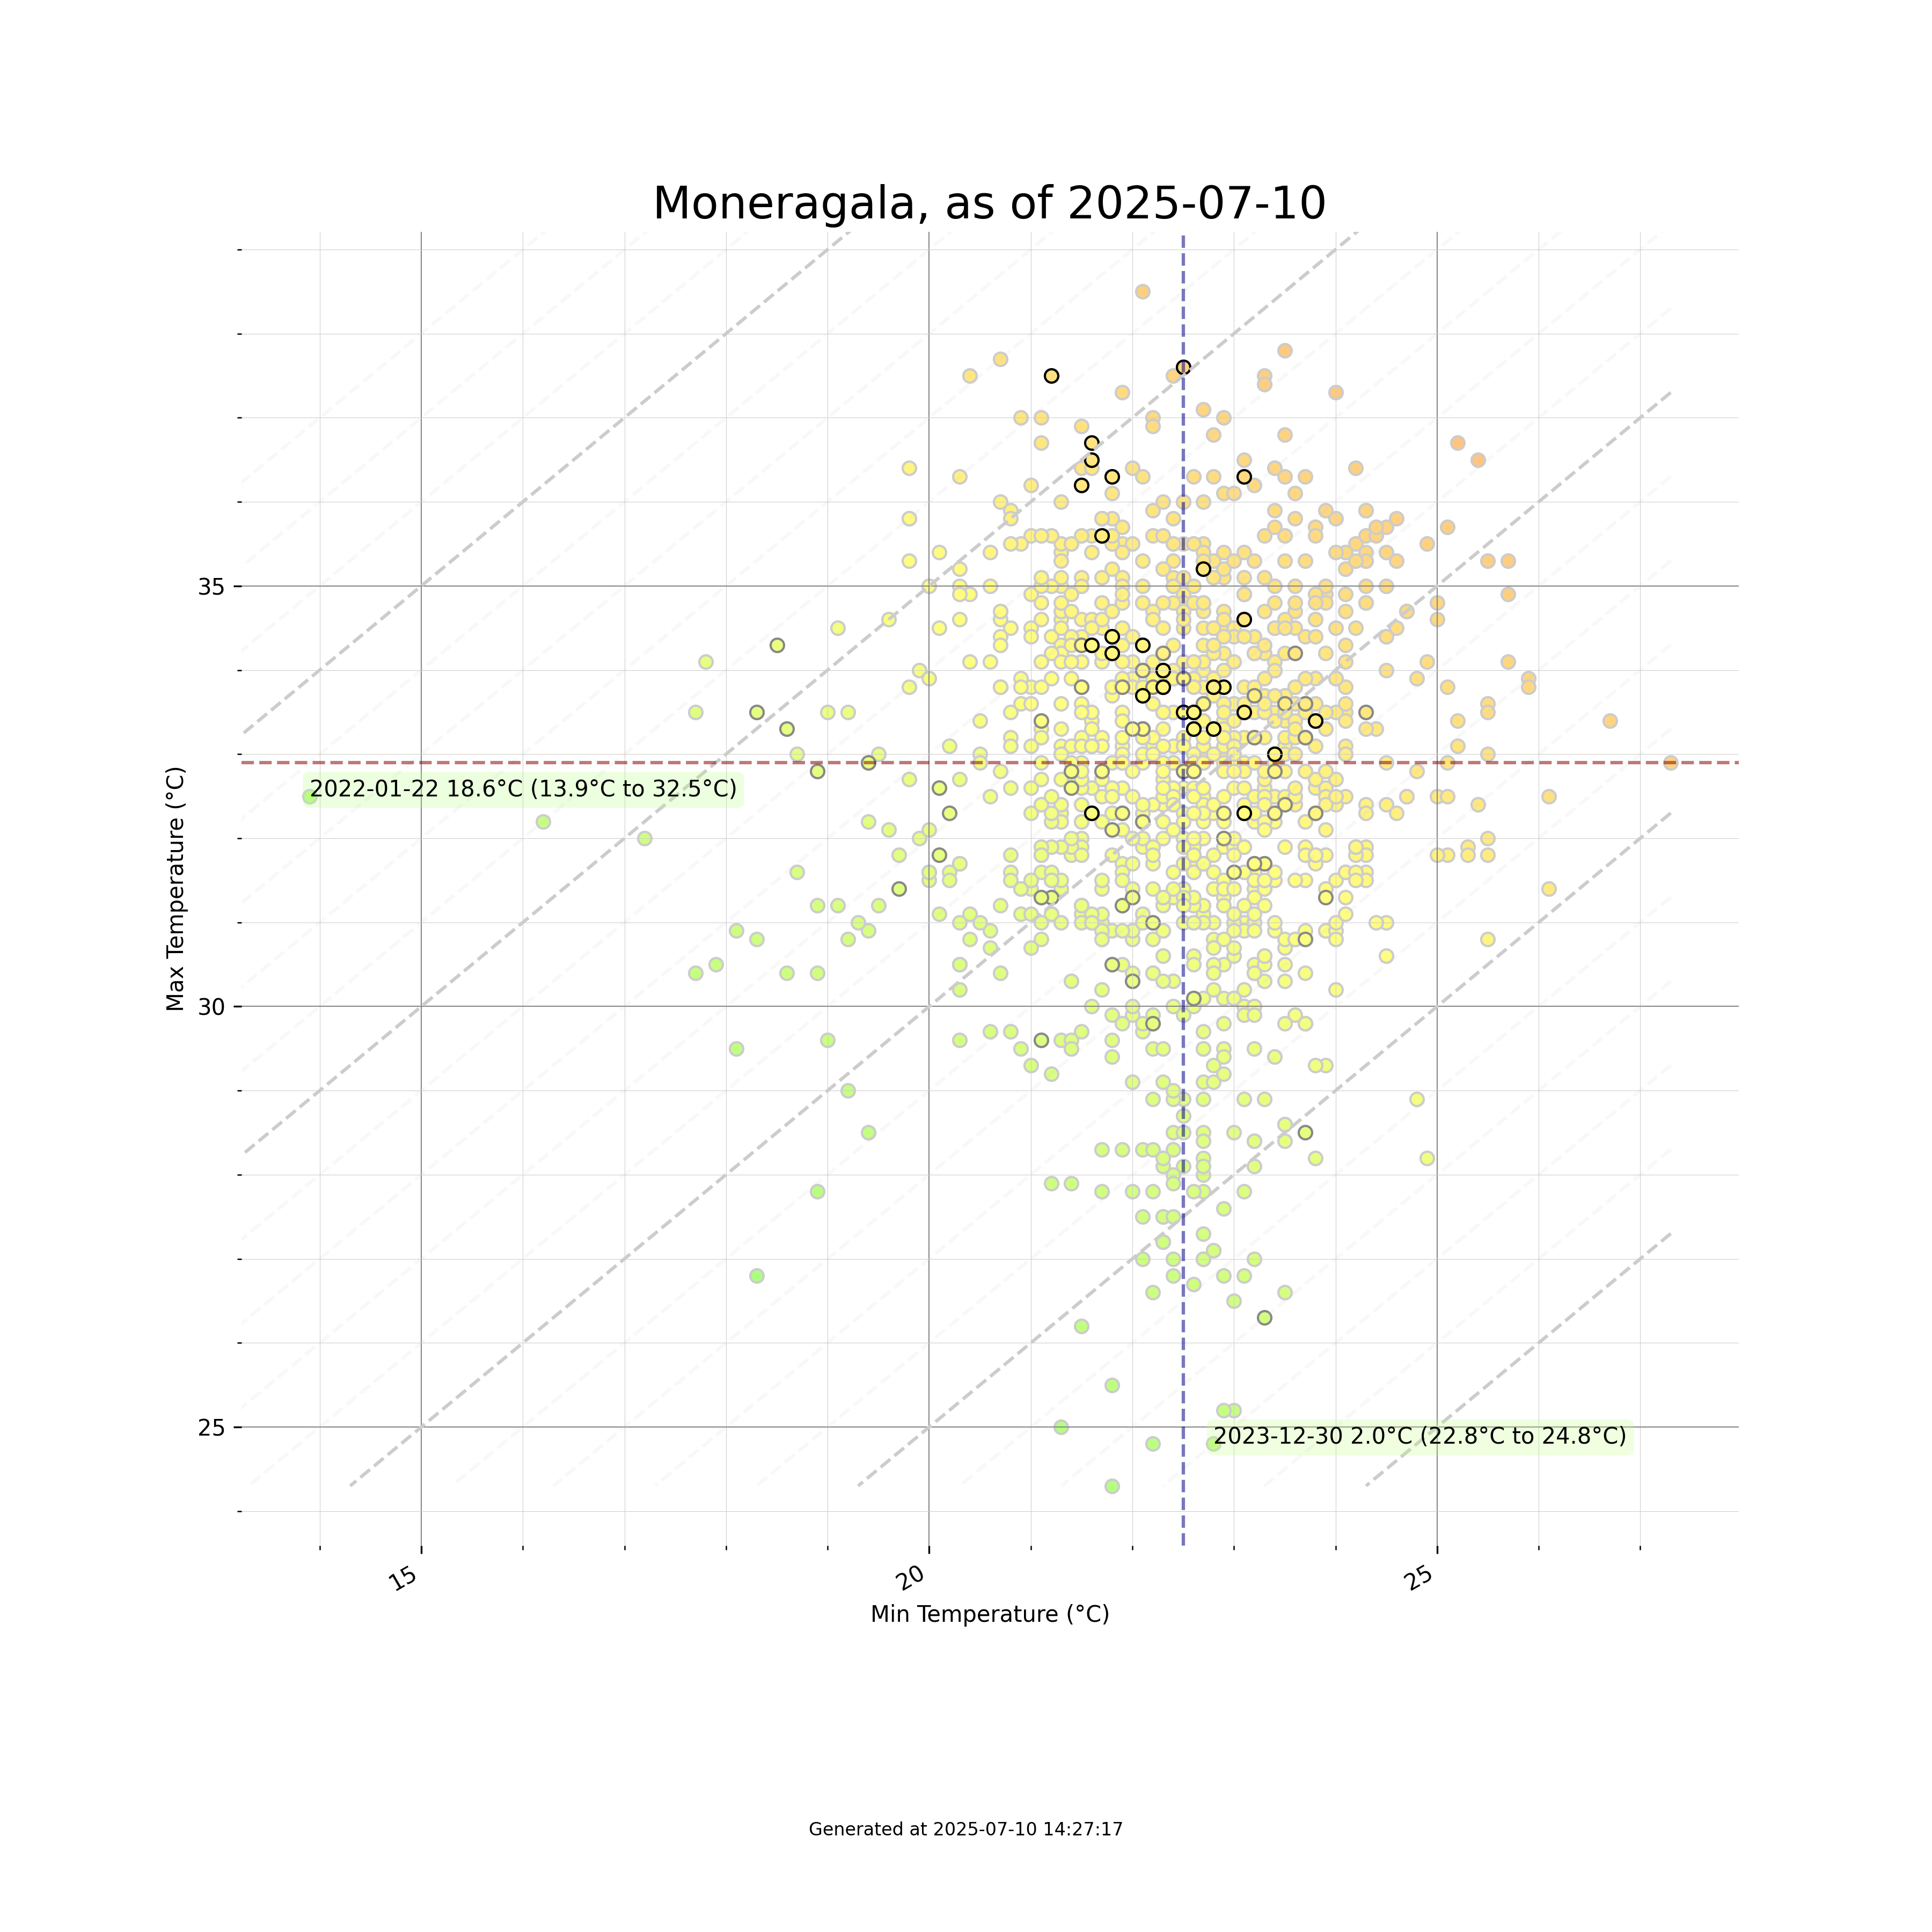 Moneragala, as of 2025-07-10
Max Temperature (°C)
35
30
25
2022-01-22 18.6°C (13.9°C to 32.5°C)
2023-12-30 2.0°C (22.8°C to 24.8°C)
15
20
25
Min Temperature (°C)
Generated at 2025-07-10 14:27:17